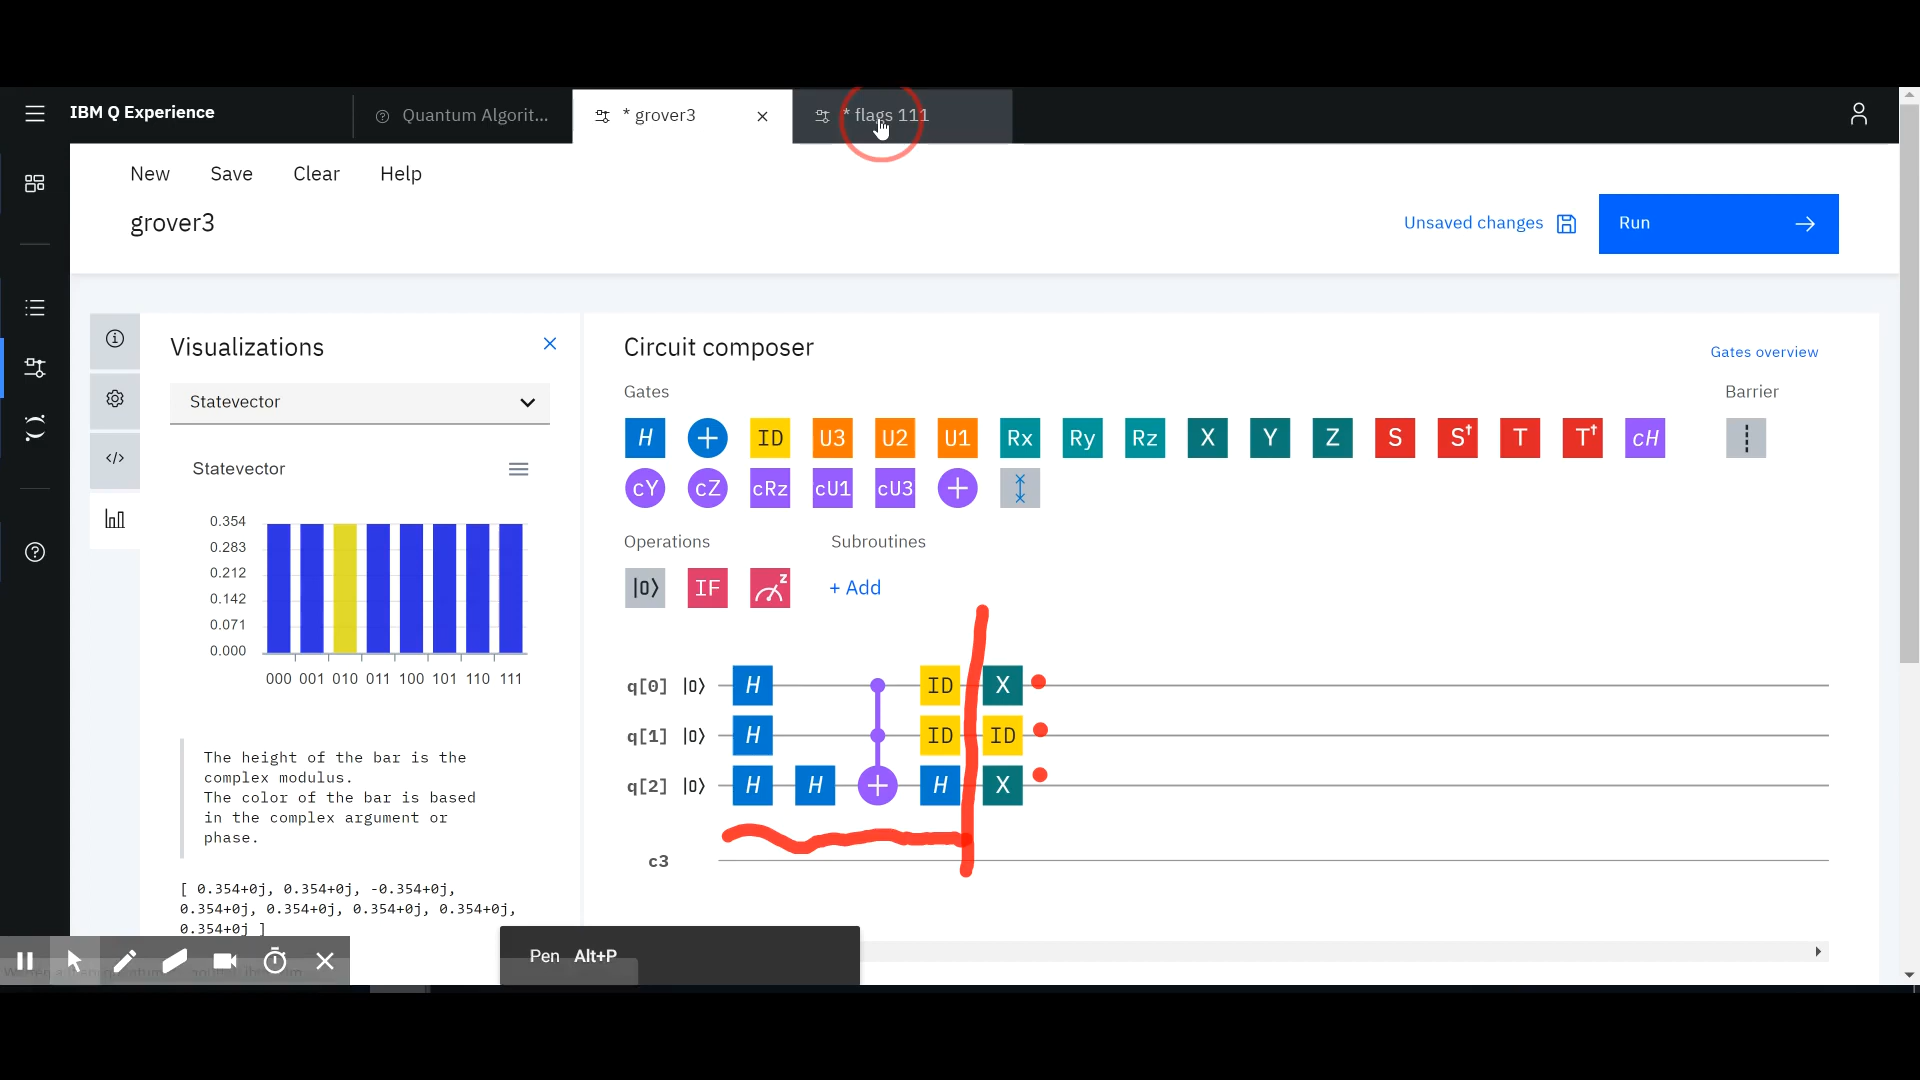 IBM Q Experience
Quantum Algorit...
* grover3
* flags 111
New Save Clear Help
grover3
Unsaved changes
Run
Visualizations
Statevector
Statevector
0.354
0.283
0.212
0.142
0.071
0.000
000 001 010 011 100 101 110 111
The height of the bar is the
complex modulus.
The color of the bar is based
in the complex argument or
phase.
[ 0.354+0j, 0.354+0j, -0.354+0j,
0.354+0j, 0.354+0j, 0.354+0j, 0.354+0j,
0.354+0j ]
Circuit composer
Gates overview
Gates
Barrier
H ID U3 U2 U1 Rx Ry Rz X Y Z S S† T T† cH
cY cZ cRz cU1 cU3
Operations
Subroutines
|0⟩ IF z
+ Add
q[0] |0⟩ H ID X
q[1] |0⟩ H ID ID
q[2] |0⟩ H H H X
c3
Pen Alt+P